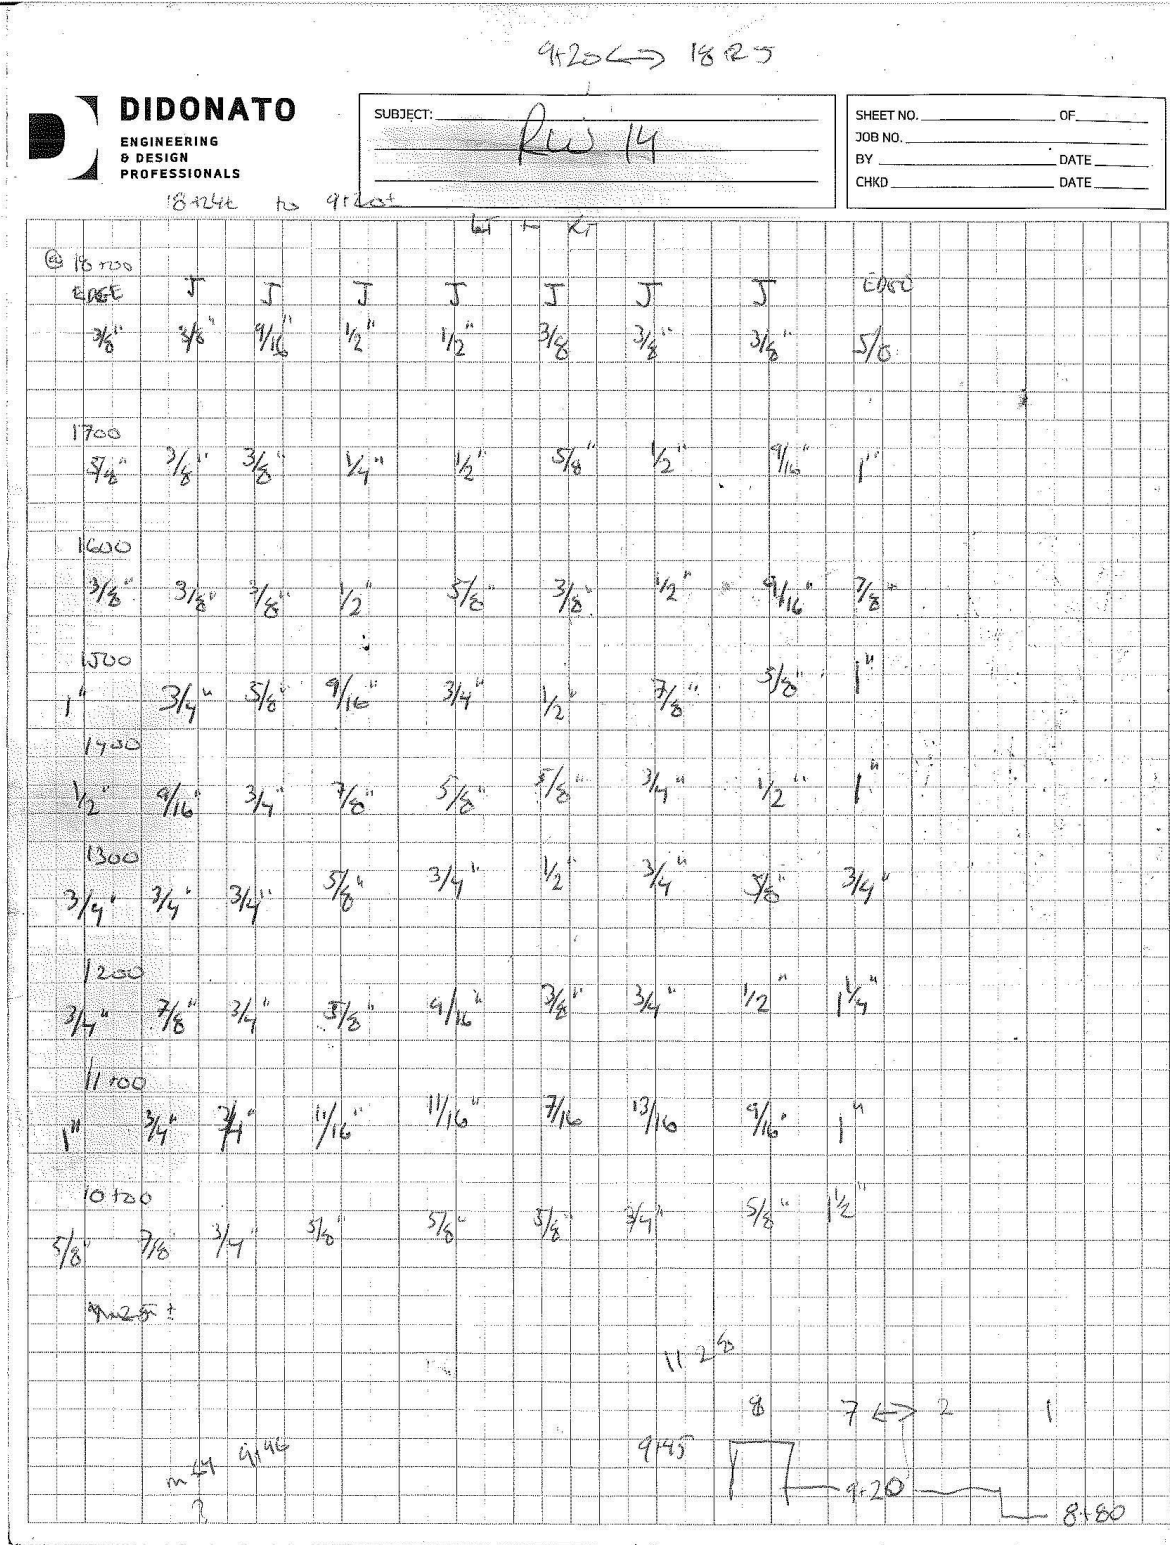 9+20 <-> 18 25
DIDONATO
ENGINEERING
& DESIGN
PROFESSIONALS
SUBJECT: RW 14
SHEET NO. OF
JOB NO.
BY DATE
CHKD DATE
18+24± to 9+20±
LT ← RT
@ 18+00
EDGE J J J J J J J EDGE
3/8" 3/8" 9/16" 1/2" 1/2" 3/8 3/8" 3/8" 5/8
1700
5/8" 3/8" 3/8" 1/4" 1/2" 5/8" 1/2" 9/16" 1"
1600
3/8" 3/8" 3/8" 1/2" 5/8" 3/8" 1/2" 9/16" 7/8"
1500
1" 3/4" 5/8" 9/16" 3/4" 1/2" 7/8" 5/8" 1"
1400
1/2" 9/16" 3/4" 7/8" 5/8" 5/8" 3/4" 1/2" 1"
1300
3/4" 3/4" 3/4" 5/8" 3/4" 1/2" 3/4" 5/8" 3/4"
1200
3/4" 7/8" 3/4" 5/8" 9/16" 3/8" 3/4" 1/2" 1 1/4"
11+00
1" 3/4" 3/4" 11/16" 11/16" 7/16 13/16 9/16" 1"
10+00
5/8" 7/8" 3/4" 5/8" 5/8" 5/8" 3/4" 5/8" 1 1/2"
11 28
8 7 <-> 2 1
9+96 9+45
9+20
8+80